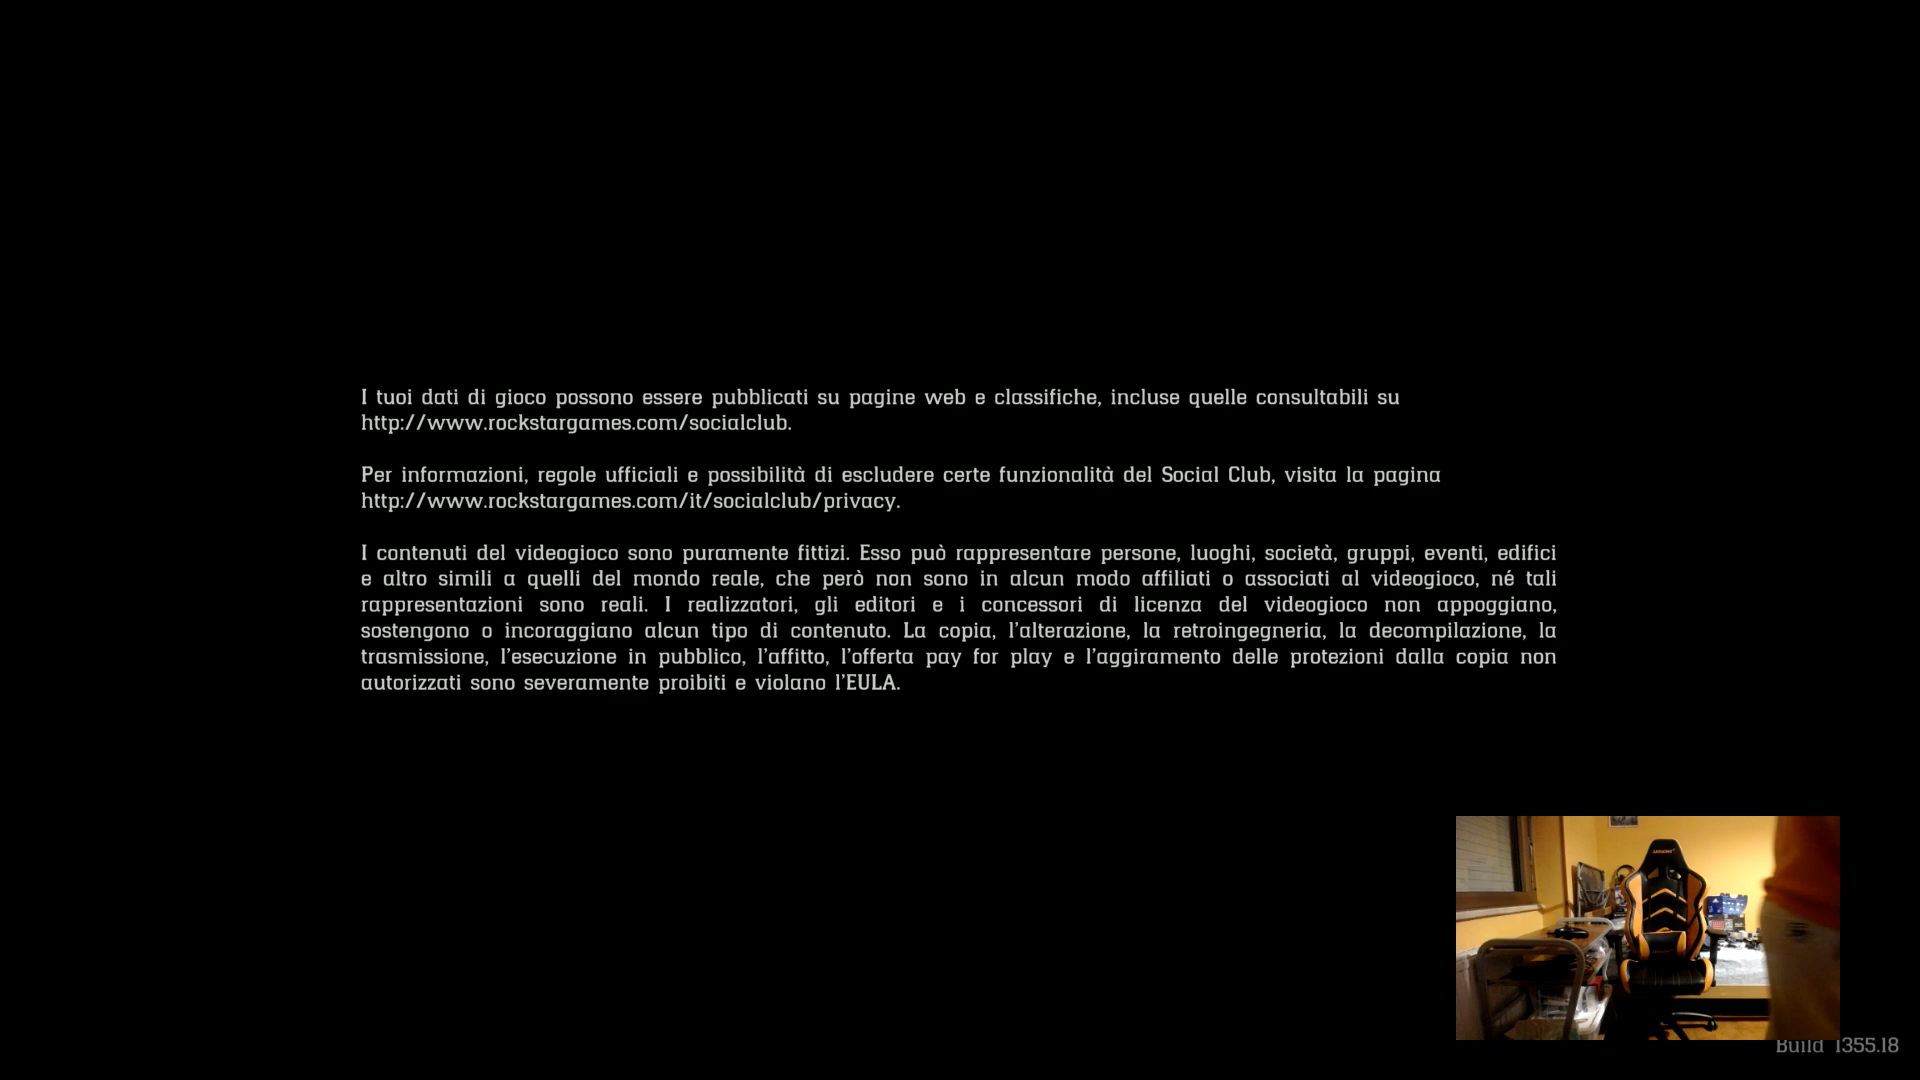 I tuoi dati di gioco possono essere pubblicati su pagine web e classifiche, incluse quelle consultabili su
http://www.rockstargames.com/socialclub.
Per informazioni, regole ufficiali e possibilità di escludere certe funzionalità del Social Club, visita la pagina
http://www.rockstargames.com/it/socialclub/privacy.
I contenuti del videogioco sono puramente fittizi. Esso può rappresentare persone, luoghi, società, gruppi, eventi, edifici
e altro simili a quelli del mondo reale, che però non sono in alcun modo affiliati o associati al videogioco, né tali
rappresentazioni sono reali. I realizzatori, gli editori e i concessori di licenza del videogioco non appoggiano,
sostengono o incoraggiano alcun tipo di contenuto. La copia, l’alterazione, la retroingegneria, la decompilazione, la
trasmissione, l’esecuzione in pubblico, l’affitto, l’offerta pay for play e l’aggiramento delle protezioni dalla copia non
autorizzati sono severamente proibiti e violano l’EULA.
Build 1355.18